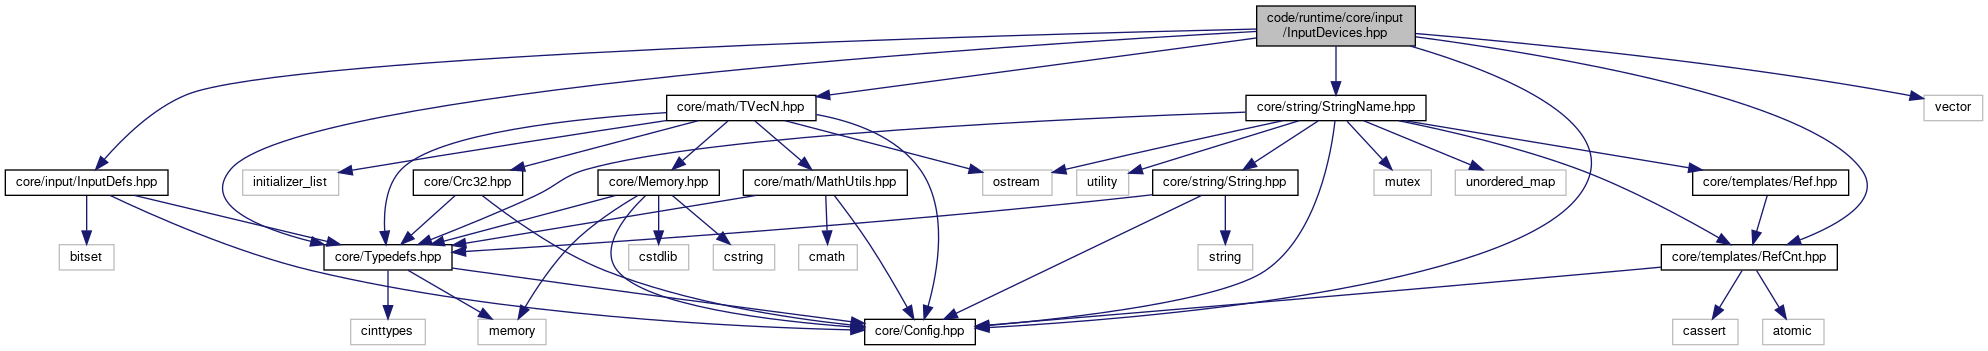 code/runtime/core/input
/InputDevices.hpp
core/math/TVecN.hpp
core/string/StringName.hpp
vector
core/input/InputDefs.hpp
initializer_list
core/Crc32.hpp
core/Memory.hpp
core/math/MathUtils.hpp
ostream
utility
core/string/String.hpp
mutex
unordered_map
core/templates/Ref.hpp
bitset
core/Typedefs.hpp
cstdlib
cstring
cmath
string
core/templates/RefCnt.hpp
cinttypes
memory
core/Config.hpp
cassert
atomic